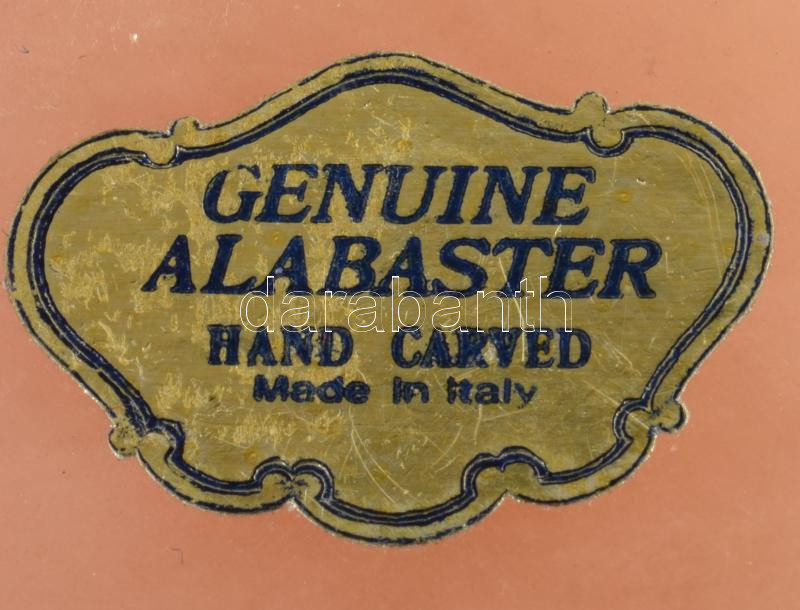 GENUINE
ALABASTER
darabanth
HAND CARVED
Made in Italy